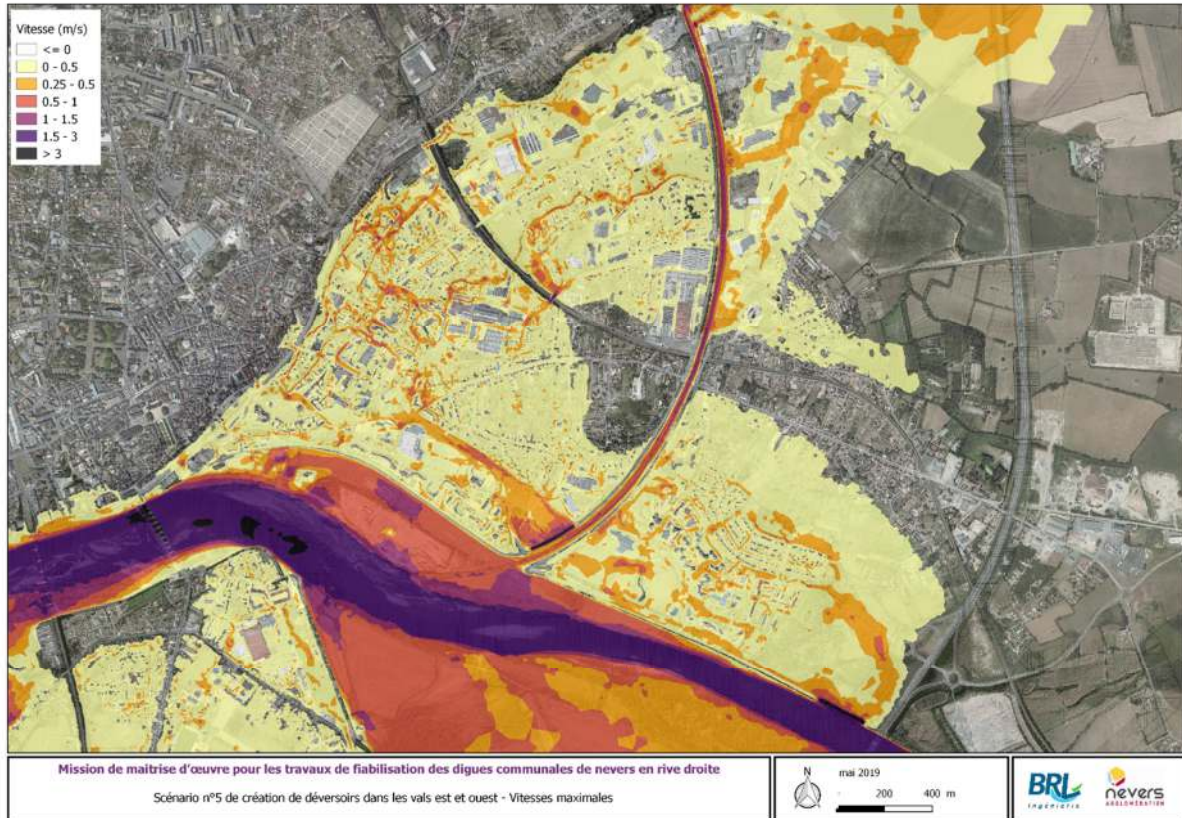 Vitesse (m/s)
<= 0
0 - 0.5
0.25 - 0.5
0.5 - 1
1 - 1.5
1.5 - 3
> 3
Mission de maitrise d'œuvre pour les travaux de fiabilisation des digues communales de nevers en rive droite
Scénario n°5 de création de déversoirs dans les vals est et ouest - Vitesses maximales
N
mai 2019
200 400 m
BRL
Ingénierie
nevers
AGGLOMÉRATION